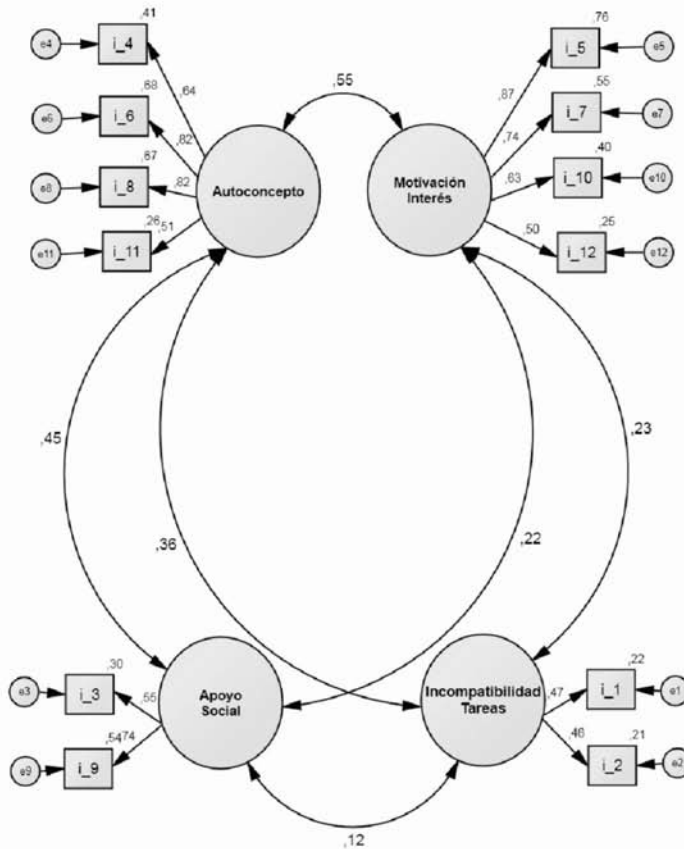 ,41
e4
i_4
,64
,68
e6
i_6
,82
,67
e8
i_8
,82
,26
,51
e11
i_11
Autoconcepto
,55
Motivación
Interés
,76
e5
i_5
,87
,55
e7
i_7
,74
,40
e10
i_10
,63
,25
e12
i_12
,50
,45
,36
,22
,23
,30
e3
i_3
,55
,54
,74
e9
i_9
Apoyo
Social
Incompatibilidad
Tareas
,47
,22
i_1
e1
,46
,21
i_2
e2
,12